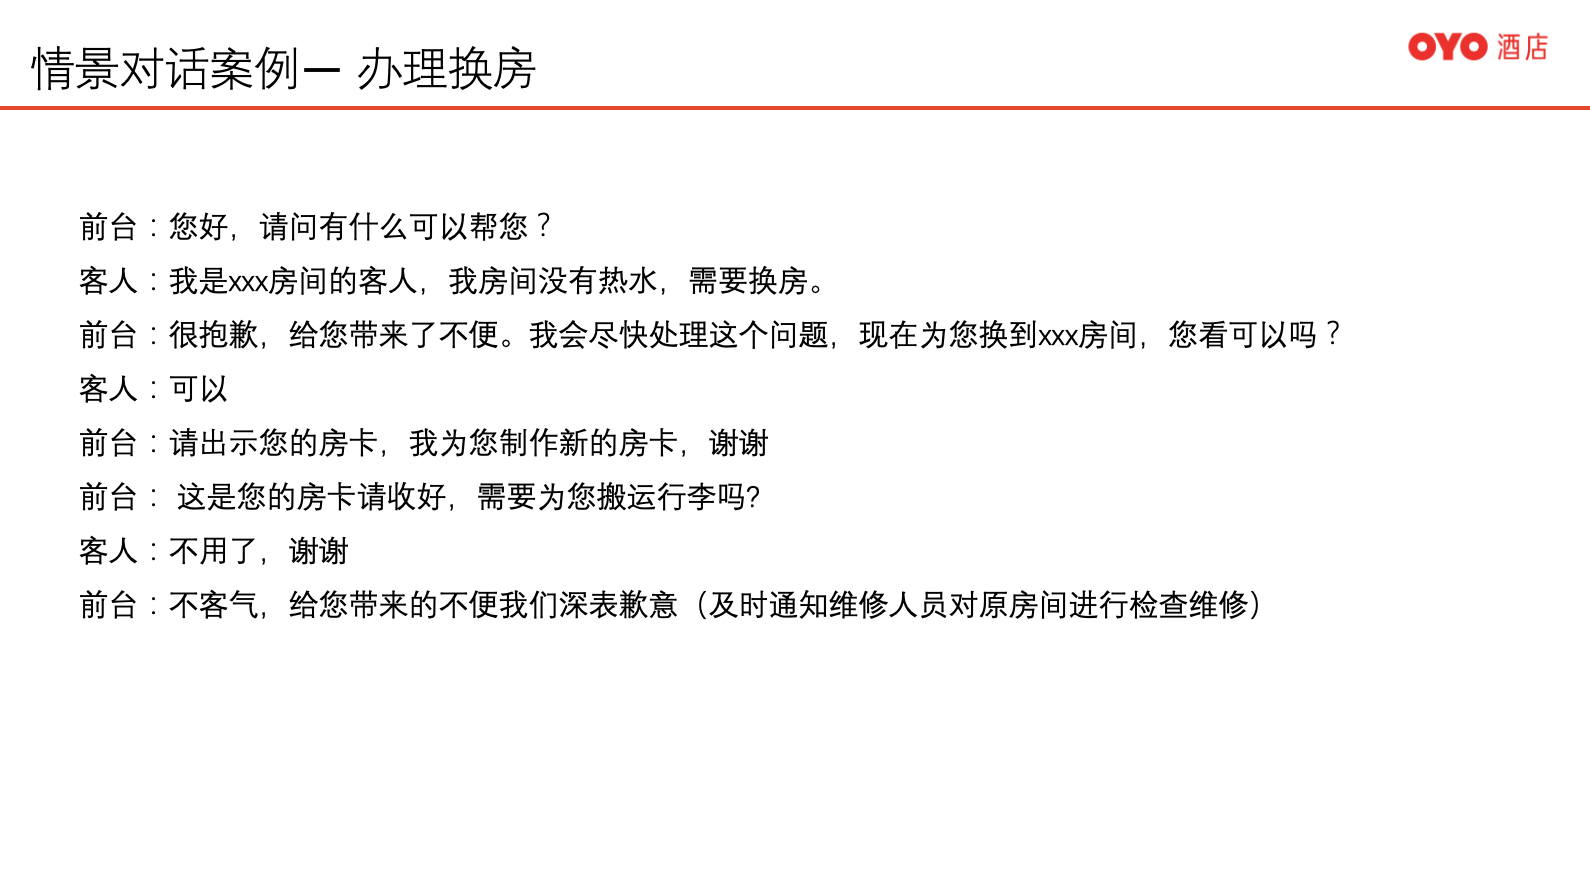 情景对话案例— 办理换房
OYO 酒店
前台：您好，请问有什么可以帮您？
客人：我是xxx房间的客人，我房间没有热水，需要换房。
前台：很抱歉，给您带来了不便。我会尽快处理这个问题，现在为您换到xxx房间，您看可以吗？
客人：可以
前台：请出示您的房卡，我为您制作新的房卡，谢谢
前台： 这是您的房卡请收好，需要为您搬运行李吗?
客人：不用了，谢谢
前台：不客气，给您带来的不便我们深表歉意（及时通知维修人员对原房间进行检查维修）